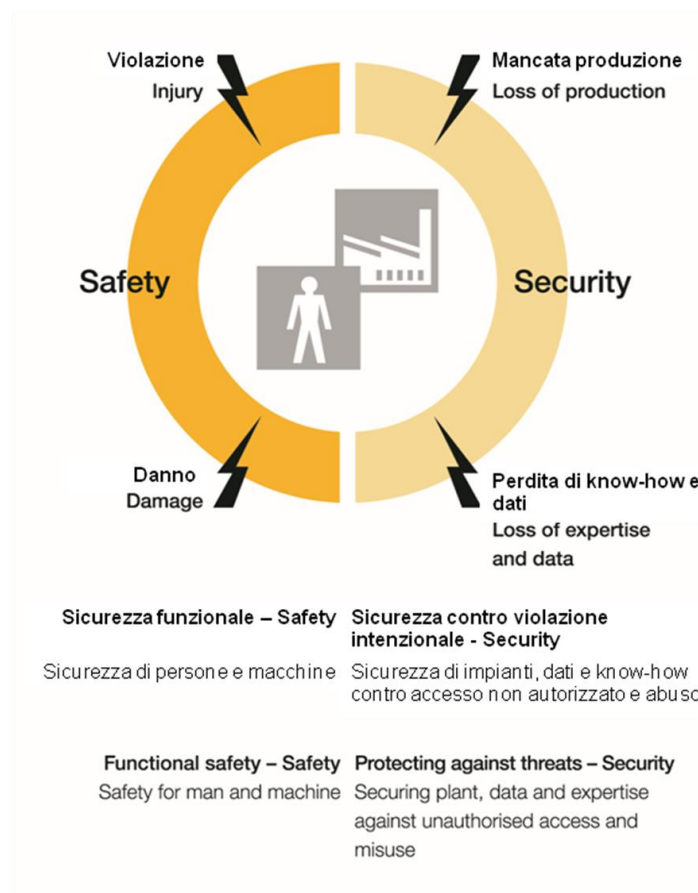 Violazione
Injury
Mancata produzione
Loss of production
Safety
Security
Danno
Damage
Perdita di know-how e
dati
Loss of expertise
and data
Sicurezza funzionale – Safety
Sicurezza di persone e macchine
Sicurezza contro violazione
intenzionale - Security
Sicurezza di impianti, dati e know-how
contro accesso non autorizzato e abuso
Functional safety – Safety
Safety for man and machine
Protecting against threats – Security
Securing plant, data and expertise
against unauthorised access and
misuse